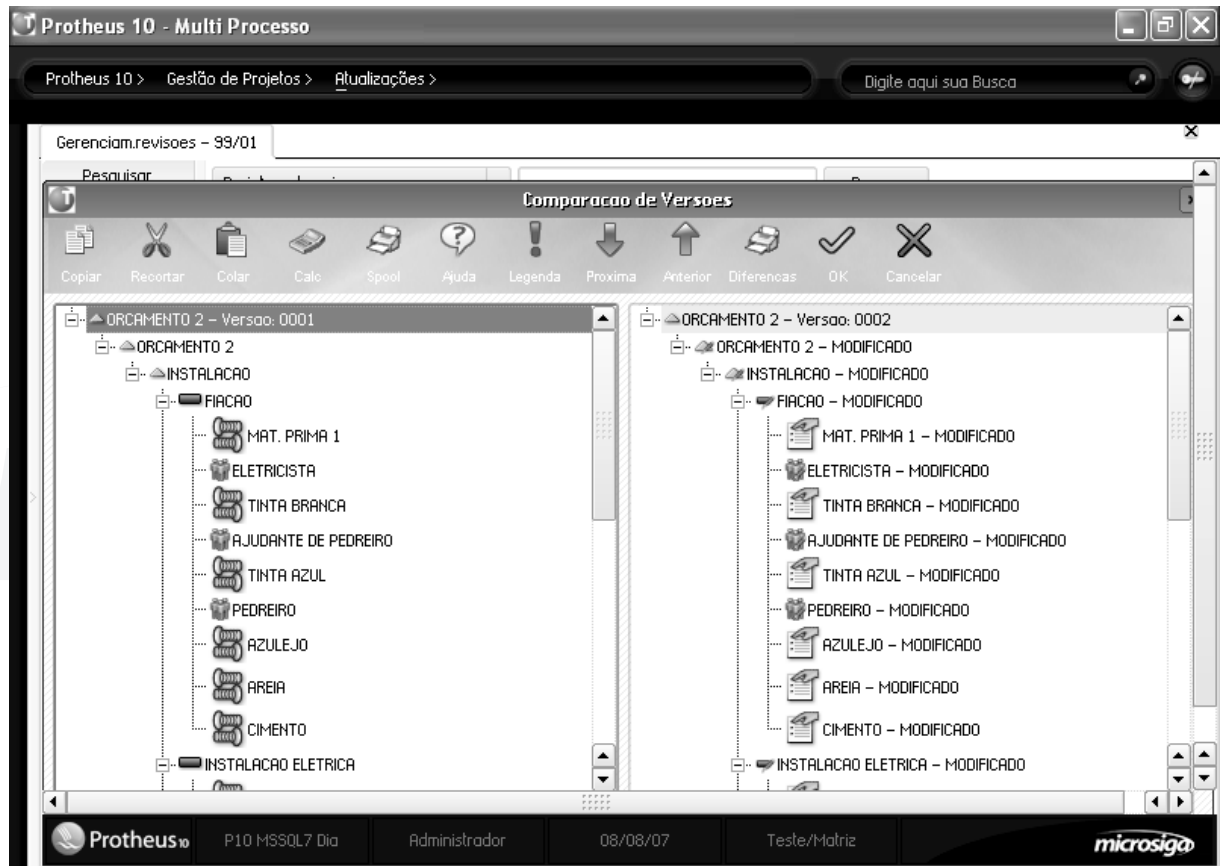 Protheus 10 - Multi Processo
Protheus 10 > Gestão de Projetos > Atualizações >
Digite aqui sua Busca
Gerenciam.revisoes - 99/01
Pesquisar
Comparacao de Versoes
Copiar Recortar Colar Calc Spool Ajuda Legenda Proxima Anterior Diferencas OK Cancelar
ORCAMENTO 2 - Versao: 0001
ORCAMENTO 2
INSTALACAO
FIACAO
MAT. PRIMA 1
ELETRICISTA
TINTA BRANCA
AJUDANTE DE PEDREIRO
TINTA AZUL
PEDREIRO
AZULEJO
AREIA
CIMENTO
INSTALACAO ELETRICA
ORCAMENTO 2 - Versao: 0002
ORCAMENTO 2 - MODIFICADO
INSTALACAO - MODIFICADO
FIACAO - MODIFICADO
MAT. PRIMA 1 - MODIFICADO
ELETRICISTA - MODIFICADO
TINTA BRANCA - MODIFICADO
AJUDANTE DE PEDREIRO - MODIFICADO
TINTA AZUL - MODIFICADO
PEDREIRO - MODIFICADO
AZULEJO - MODIFICADO
AREIA - MODIFICADO
CIMENTO - MODIFICADO
INSTALACAO ELETRICA - MODIFICADO
Protheus 10 P10 MSSQL7 Dia Administrador 08/08/07 Teste/Matriz microsiga